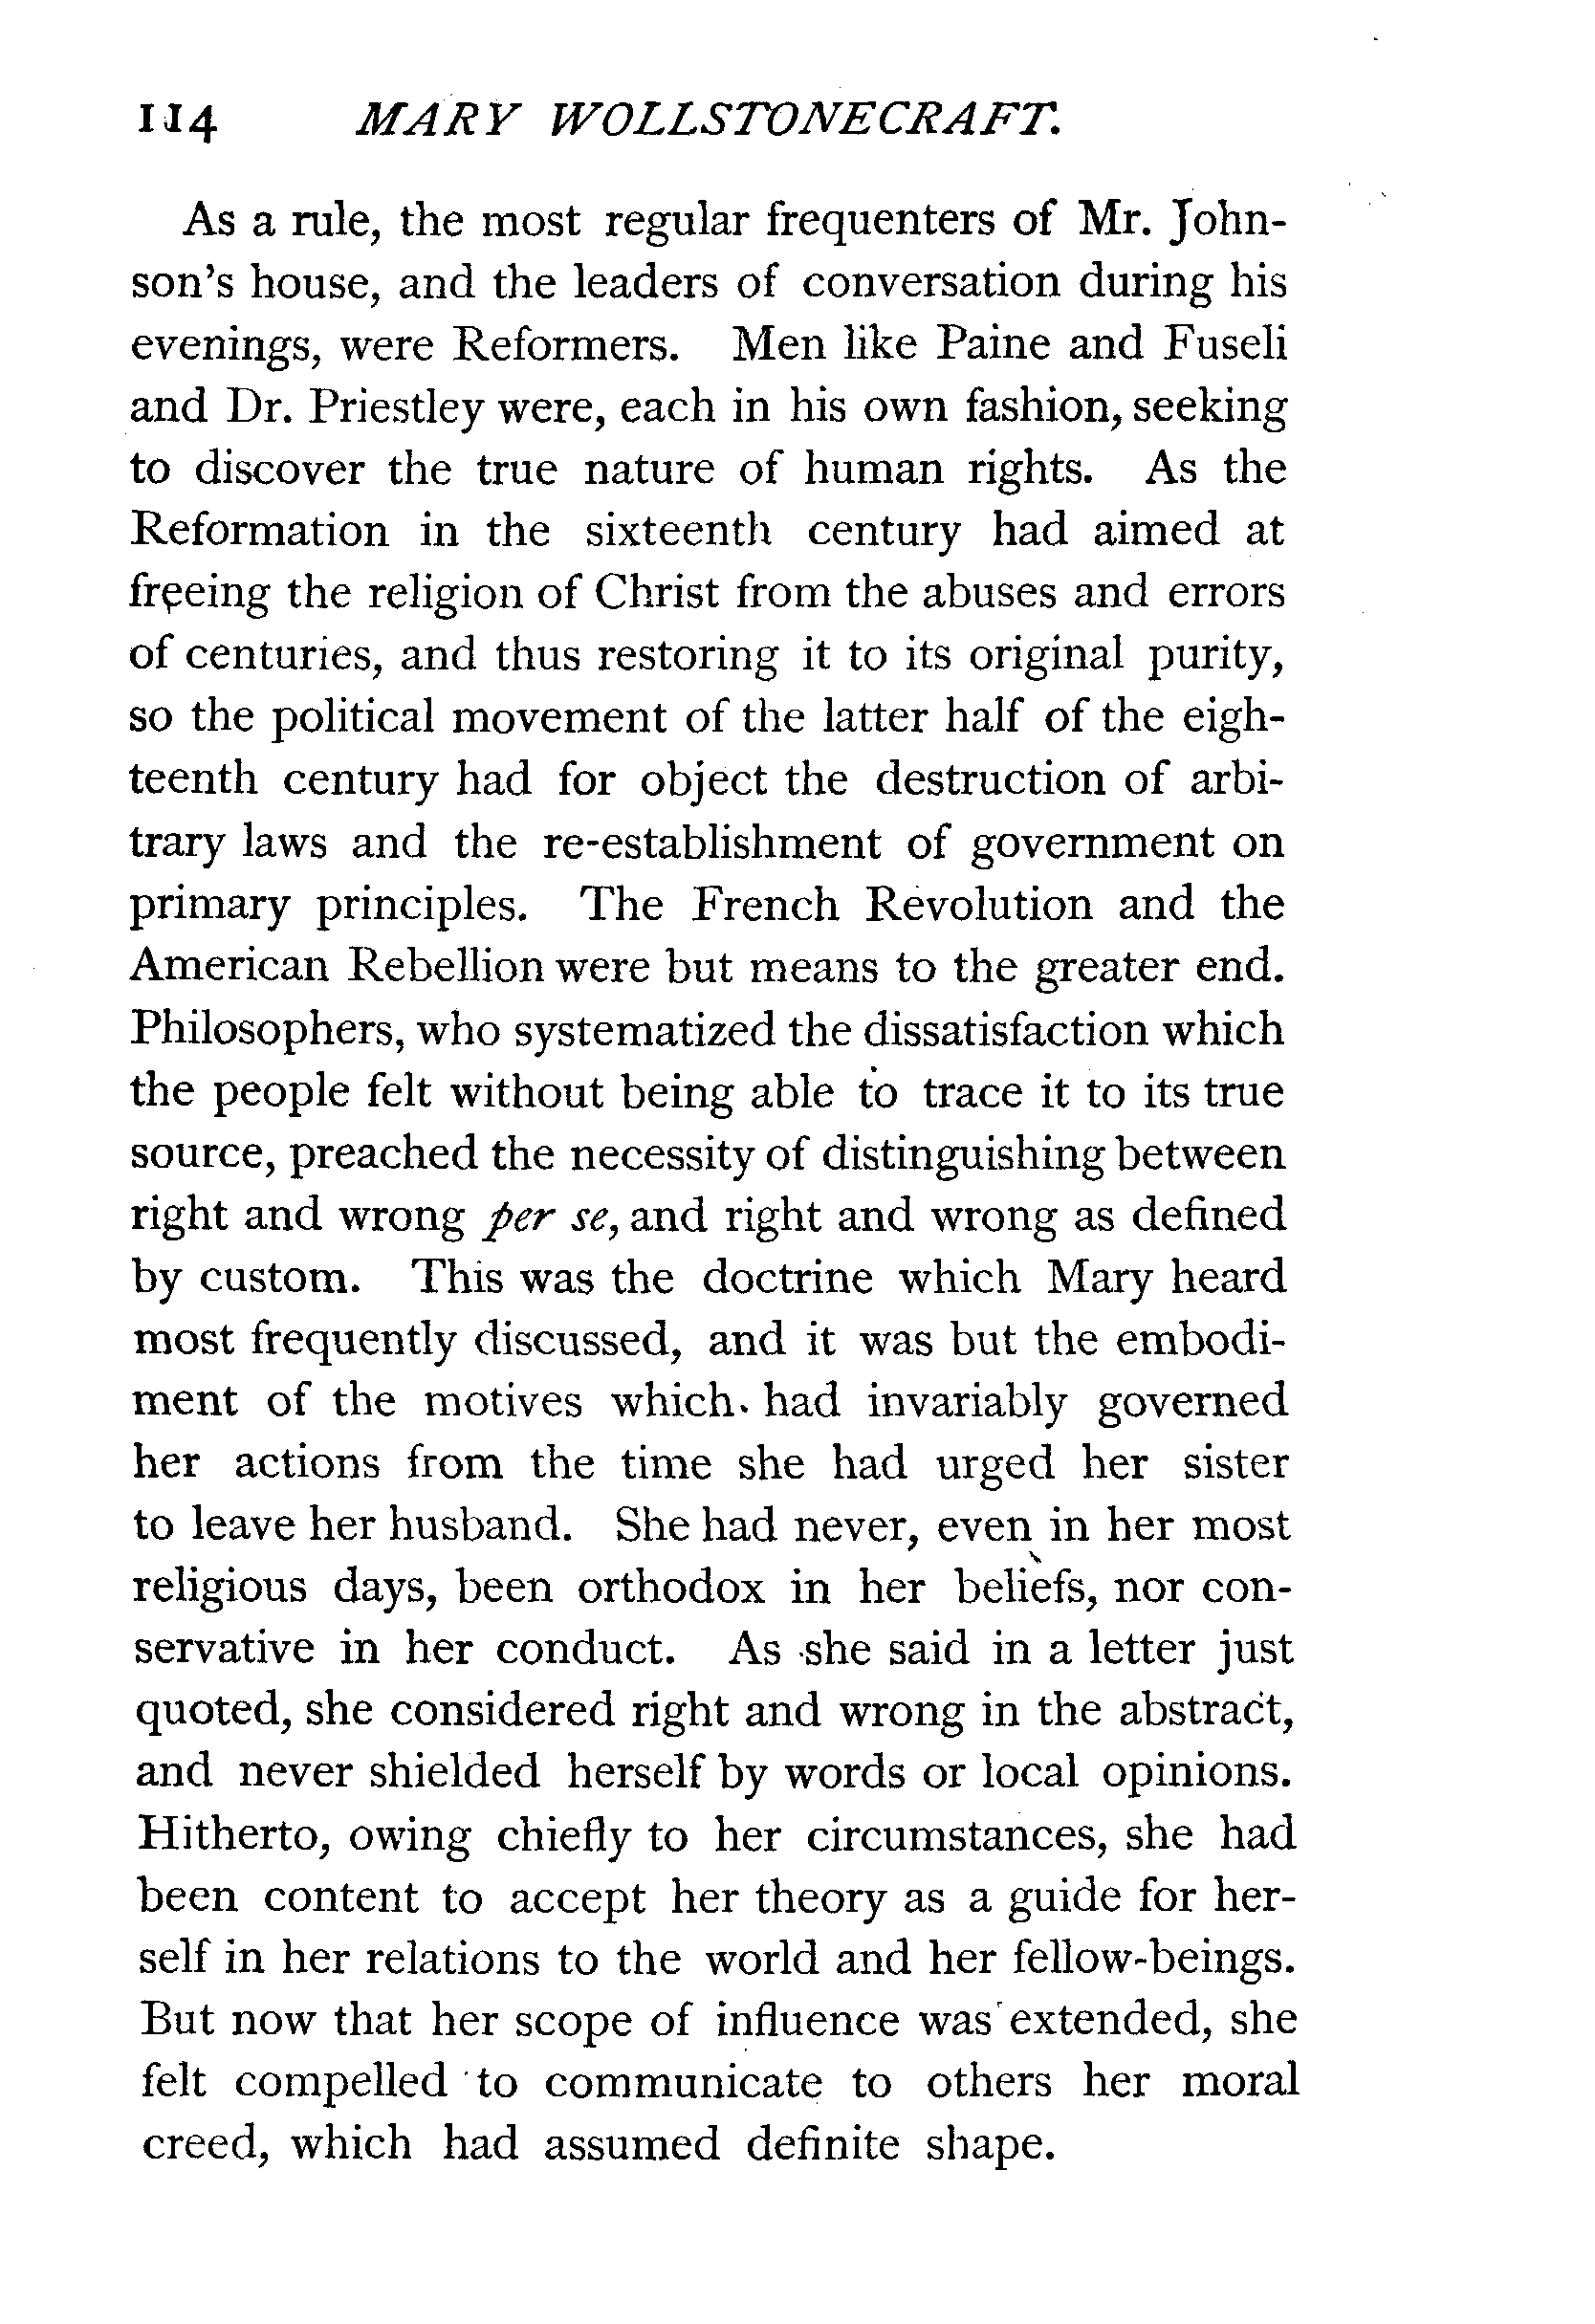 114 MARY WOLLSTONECRAFT.
As a rule, the most regular frequenters of Mr. John-
son's house, and the leaders of conversation during his
evenings, were Reformers. Men like Paine and Fuseli
and Dr. Priestley were, each in his own fashion, seeking
to discover the true nature of human rights. As the
Reformation in the sixteenth century had aimed at
freeing the religion of Christ from the abuses and errors
of centuries, and thus restoring it to its original purity,
so the political movement of the latter half of the eigh-
teenth century had for object the destruction of arbi-
trary laws and the re-establishment of government on
primary principles. The French Revolution and the
American Rebellion were but means to the greater end.
Philosophers, who systematized the dissatisfaction which
the people felt without being able to trace it to its true
source, preached the necessity of distinguishing between
right and wrong per se, and right and wrong as defined
by custom. This was the doctrine which Mary heard
most frequently discussed, and it was but the embodi-
ment of the motives which had invariably governed
her actions from the time she had urged her sister
to leave her husband. She had never, even in her most
religious days, been orthodox in her beliefs, nor con-
servative in her conduct. As she said in a letter just
quoted, she considered right and wrong in the abstract,
and never shielded herself by words or local opinions.
Hitherto, owing chiefly to her circumstances, she had
been content to accept her theory as a guide for her-
self in her relations to the world and her fellow-beings.
But now that her scope of influence was extended, she
felt compelled to communicate to others her moral
creed, which had assumed definite shape.